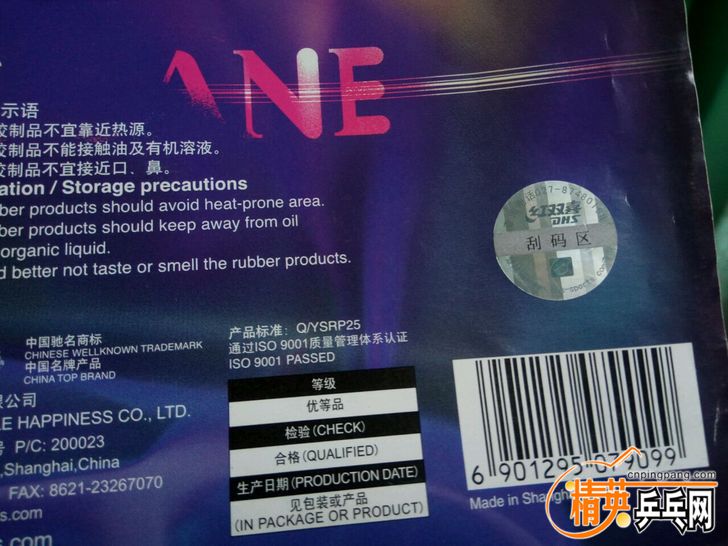 ANE
示语
胶制品不宜靠近热源。
胶制品不能接触油及有机溶液。
胶制品不宜接近口、鼻。
ation / Storage precautions
ber products should avoid heat-prone area.
ber products should keep away from oil
organic liquid.
d better not taste or smell the rubber products.
红双喜
DHS
刮 码 区
产品标准: Q/YSRP25
通过ISO 9001质量管理体系认证
ISO 9001 PASSED
中国驰名商标
CHINESE WELLKNOWN TRADEMARK
中国名牌产品
CHINA TOP BRAND
限公司
LE HAPPINESS CO., LTD.
号 P/C: 200023
,Shanghai,China
FAX: 8621-23267070
等级
优等品
检验 (CHECK)
合格 (QUALIFIED)
生产日期 (PRODUCTION DATE)
见包装或产品
(IN PACKAGE OR PRODUCT)
6 901295 079099
Made in Shangh
cnpingpang.com
精英乒乓网